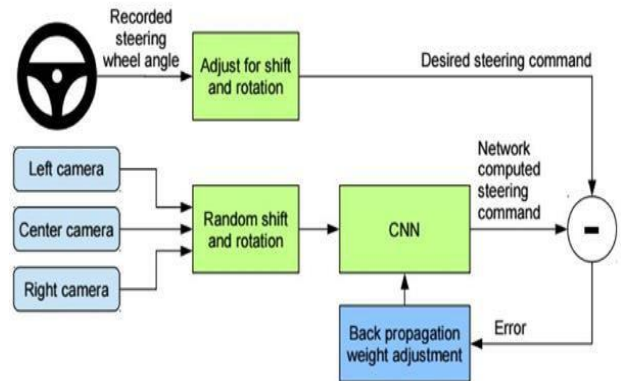 Recorded
steering
wheel angle
Adjust for shift
and rotation
Desired steering command
Left camera
Center camera
Right camera
Random shift
and rotation
CNN
Network
computed
steering
command
-
Back propagation
weight adjustment
Error